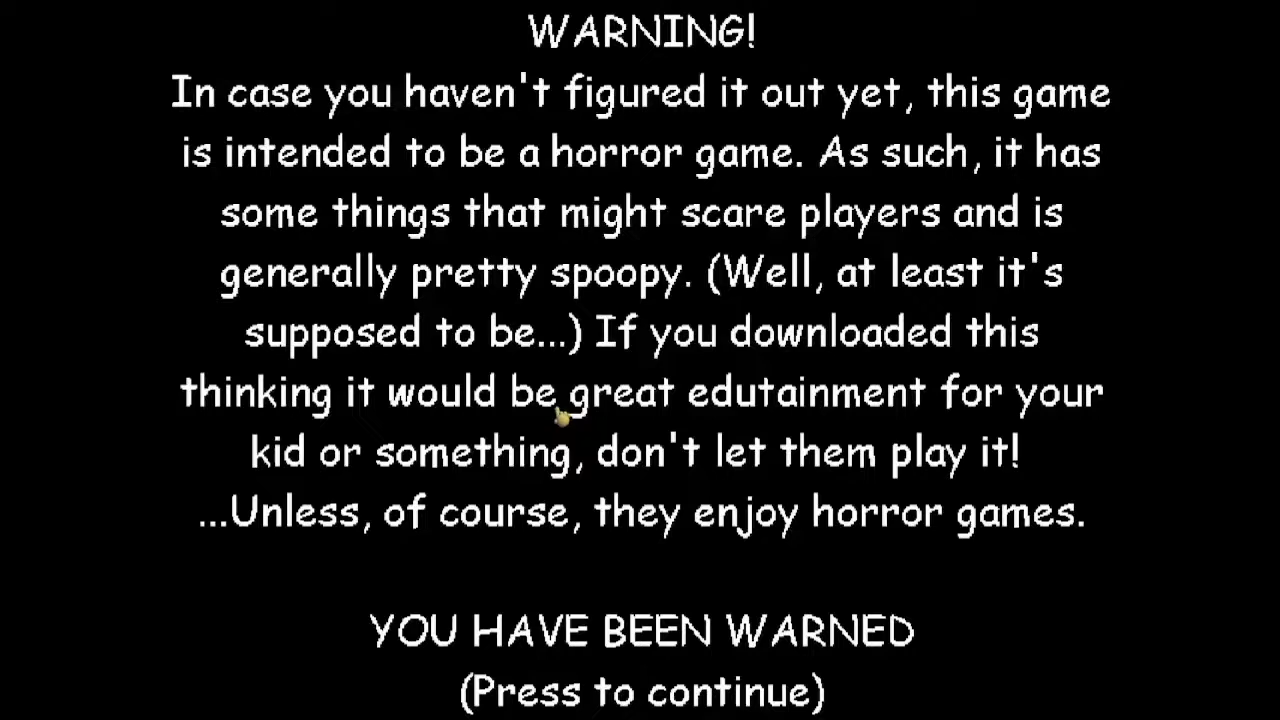 WARNING!
In case you haven't figured it out yet, this game
is intended to be a horror game. As such, it has
some things that might scare players and is
generally pretty spoopy. (Well, at least it's
supposed to be...) If you downloaded this
thinking it would be great edutainment for your
kid or something, don't let them play it!
...Unless, of course, they enjoy horror games.
YOU HAVE BEEN WARNED
(Press to continue)